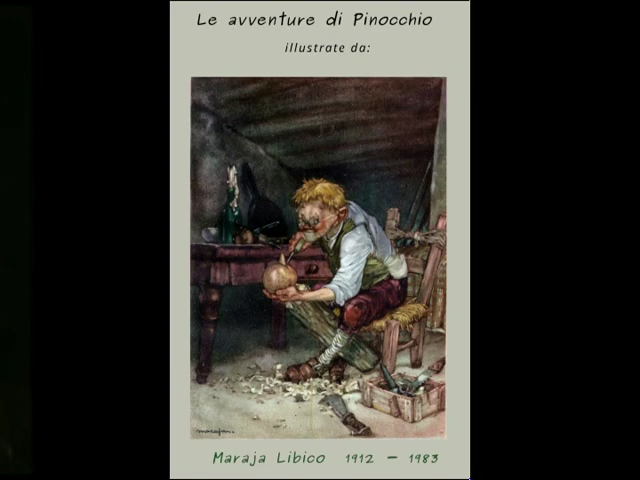 Le avventure di Pinocchio
illustrate da:
Maraja Libico 1912 - 1983